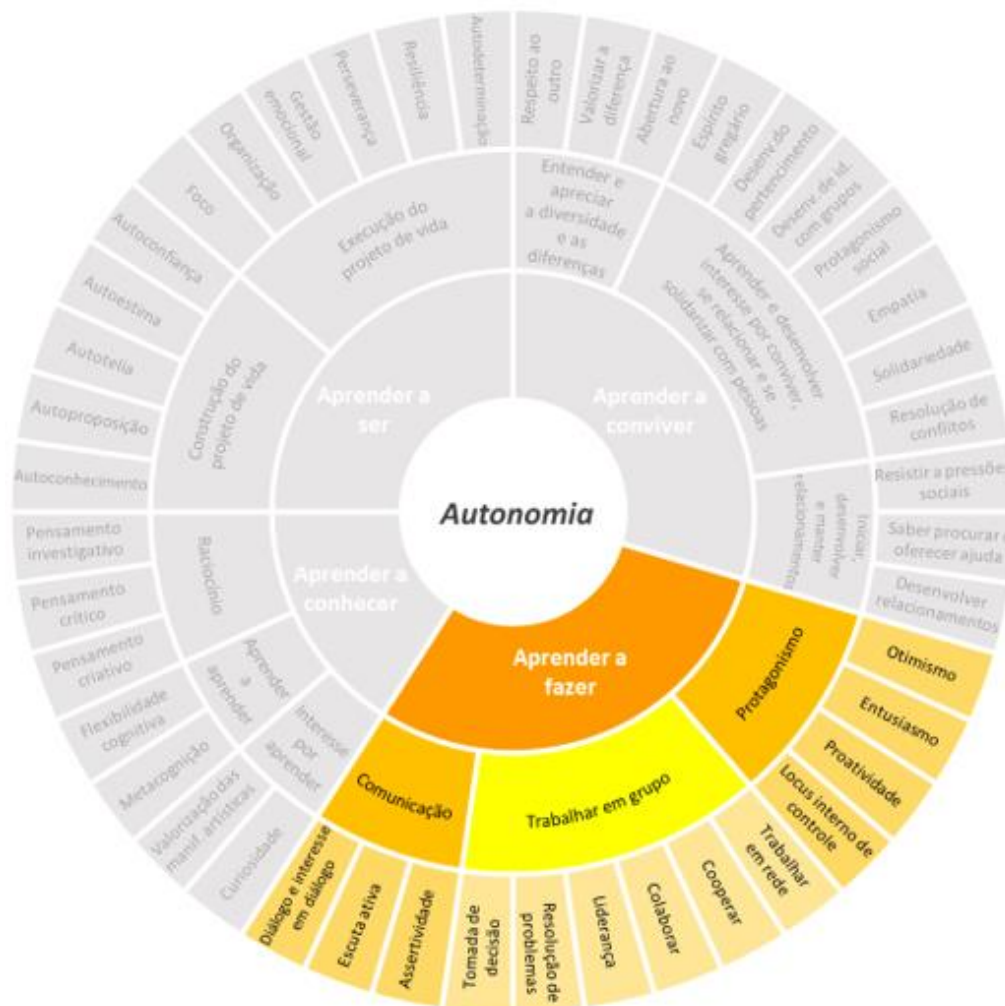 Autonomia
Aprender a
ser
Aprender a
conviver
Aprender a
fazer
Aprender a
conhecer
Construção do
projeto de vida
Execução do
projeto de vida
Entender e
apreciar
a diversidade
e as
diferenças
Aprender e desenvolver
interesse por conviver,
se relacionar e se
solidarizar com pessoas
Iniciar,
desenvolver
e manter
relacionamentos
Protagonismo
Trabalhar em grupo
Comunicação
Interesse
por
aprender
Aprender
a
aprender
Raciocínio
Autoconhecimento
Autoproposição
Autotelia
Autoestima
Autoconfiança
Foco
Organização
Gestão
emocional
Perseverança
Resiliência
Autodeterminação
Respeito ao
outro
Valorizar a
diferença
Abertura ao
novo
Espírito
gregário
Desenv.do
pertencimento
Desenv de id.
com grupos
Protagonismo
social
Empatia
Solidariedade
Resolução de
conflitos
Resistir a pressões
sociais
Saber procurar e
oferecer ajuda
Desenvolver
relacionamentos
Otimismo
Entusiasmo
Proatividade
Locus interno de
controle
Trabalhar
em rede
Cooperar
Colaborar
Liderança
Resolução de
problemas
Tomada de
decisão
Assertividade
Escuta ativa
Diálogo e interesse
em diálogo
Curiosidade
Valorização das
manif. artísticas
Metacognição
Flexibilidade
cognitiva
Pensamento
criativo
Pensamento
crítico
Pensamento
investigativo